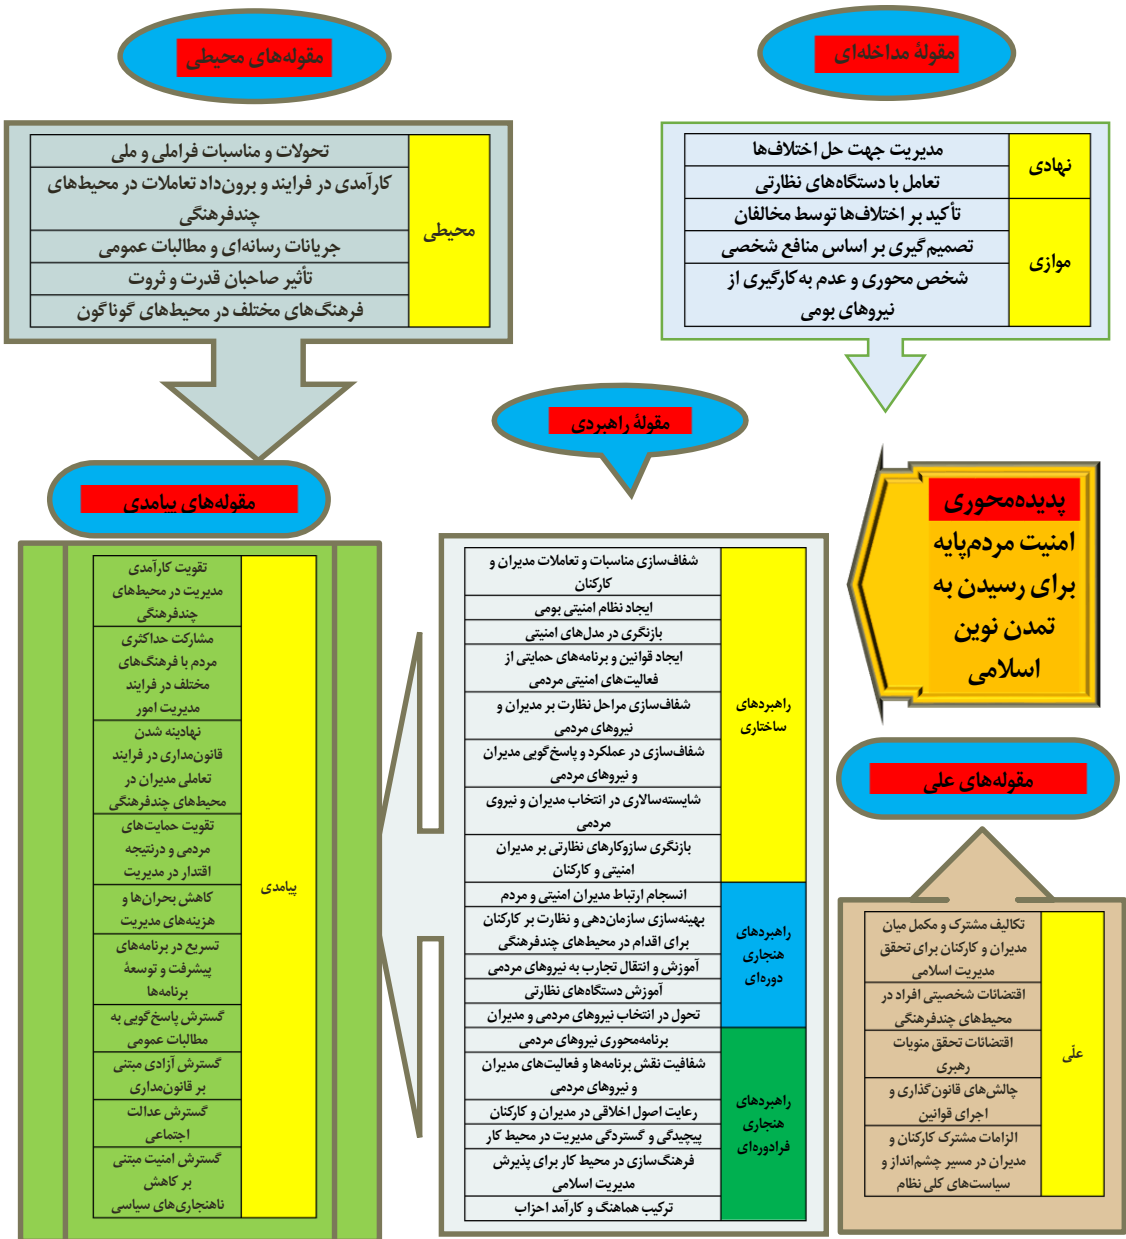 مقولهٔ مداخله‌ای
مقوله‌های محیطی
نهادی
مدیریت جهت حل اختلاف‌ها
تعامل با دستگاه‌های نظارتی
موازی
تأکید بر اختلاف‌ها توسط مخالفان
تصمیم‌گیری بر اساس منافع شخصی
شخص محوری و عدم به‌کارگیری از
نیروهای بومی
محیطی
تحولات و مناسبات فراملی و ملی
کارآمدی در فرایند و برون‌داد تعاملات در محیط‌های
چندفرهنگی
جریانات رسانه‌ای و مطالبات عمومی
تأثیر صاحبان قدرت و ثروت
فرهنگ‌های مختلف در محیط‌های گوناگون
مقولهٔ راهبردی
پدیده‌محوری
امنیت مردم‌پایه
برای رسیدن به
تمدن نوین
اسلامی
مقوله‌های علی
علّی
تکالیف مشترک و مکمل میان
مدیران و کارکنان برای تحقق
مدیریت اسلامی
اقتضائات شخصیتی افراد در
محیط‌های چندفرهنگی
اقتضائات تحقق منویات
رهبری
چالش‌های قانون‌گذاری و
اجرای قوانین
الزامات مشترک کارکنان و
مدیران در مسیر چشم‌انداز و
سیاست‌های کلی نظام
راهبردهای
ساختاری
شفاف‌سازی مناسبات و تعاملات مدیران و
کارکنان
ایجاد نظام امنیتی بومی
بازنگری در مدل‌های امنیتی
ایجاد قوانین و برنامه‌های حمایتی از
فعالیت‌های امنیتی مردمی
شفاف‌سازی مراحل نظارت بر مدیران و
نیروهای مردمی
شفاف‌سازی در عملکرد و پاسخ‌گویی مدیران
و نیروهای مردمی
شایسته‌سالاری در انتخاب مدیران و نیروی
مردمی
بازنگری سازوکارهای نظارتی بر مدیران
امنیتی و کارکنان
راهبردهای
هنجاری
دوره‌ای
انسجام ارتباط مدیران امنیتی و مردم
بهینه‌سازی سازمان‌دهی و نظارت بر کارکنان
برای اقدام در محیط‌های چندفرهنگی
آموزش و انتقال تجارب به نیروهای مردمی
آموزش دستگاه‌های نظارتی
تحول در انتخاب نیروهای مردمی و مدیران
راهبردهای
هنجاری
فرادوره‌ای
برنامه‌محوری نیروهای مردمی
شفافیت نقش برنامه‌ها و فعالیت‌های مدیران
و نیروهای مردمی
رعایت اصول اخلاقی در مدیران و کارکنان
پیچیدگی و گستردگی مدیریت در محیط کار
فرهنگ‌سازی در محیط کار برای پذیرش
مدیریت اسلامی
ترکیب هماهنگ و کارآمد احزاب
مقوله‌های پیامدی
پیامدی
تقویت کارآمدی
مدیریت در محیط‌های
چندفرهنگی
مشارکت حداکثری
مردم با فرهنگ‌های
مختلف در فرایند
مدیریت امور
نهادینه شدن
قانون‌مداری در فرایند
تعاملی مدیران در
محیط‌های چندفرهنگی
تقویت حمایت‌های
مردمی و درنتیجه
اقتدار در مدیریت
کاهش بحران‌ها و
هزینه‌های مدیریت
تسریع در برنامه‌های
پیشرفت و توسعهٔ
برنامه‌ها
گسترش پاسخ‌گویی به
مطالبات عمومی
گسترش آزادی مبتنی
بر قانون‌مداری
گسترش عدالت
اجتماعی
گسترش امنیت مبتنی
بر کاهش
ناهنجاری‌های سیاسی